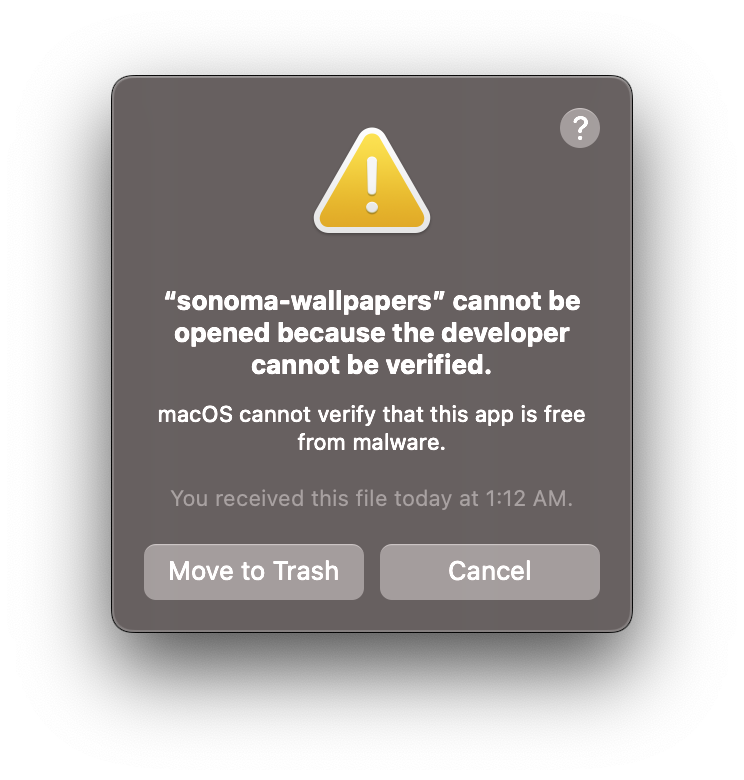 ?
“sonoma-wallpapers” cannot be
opened because the developer
cannot be verified.
macOS cannot verify that this app is free
from malware.
You received this file today at 1:12 AM.
Move to Trash
Cancel